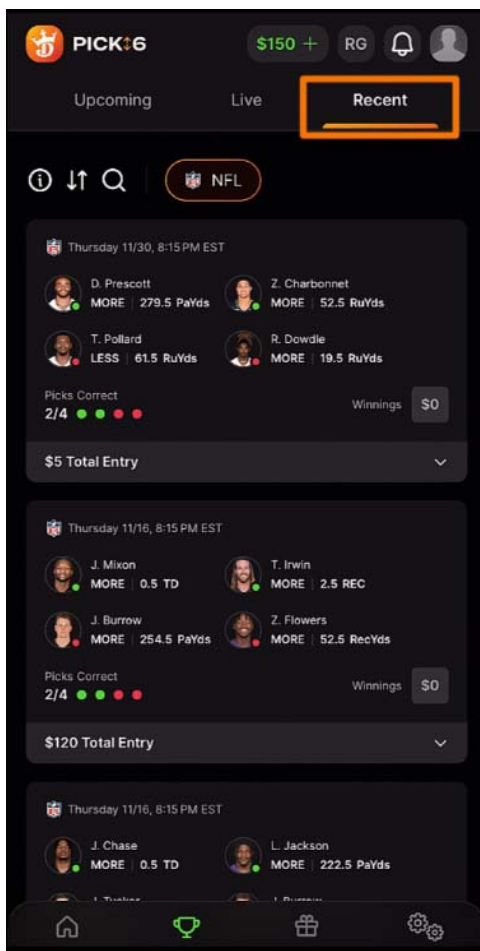 PICK↕6
$150 +
RG
Upcoming
Live
Recent
NFL
Thursday 11/30, 8:15 PM EST
D. Prescott
MORE | 279.5 PaYds
Z. Charbonnet
MORE | 52.5 RuYds
T. Pollard
LESS | 61.5 RuYds
R. Dowdle
MORE | 19.5 RuYds
Picks Correct
2/4
Winnings $0
$5 Total Entry
Thursday 11/16, 8:15 PM EST
J. Mixon
MORE | 0.5 TD
T. Irwin
MORE | 2.5 REC
J. Burrow
MORE | 254.5 PaYds
Z. Flowers
MORE | 52.5 RecYds
Picks Correct
2/4
Winnings $0
$120 Total Entry
Thursday 11/16, 8:15 PM EST
J. Chase
MORE | 0.5 TD
L. Jackson
MORE | 222.5 PaYds